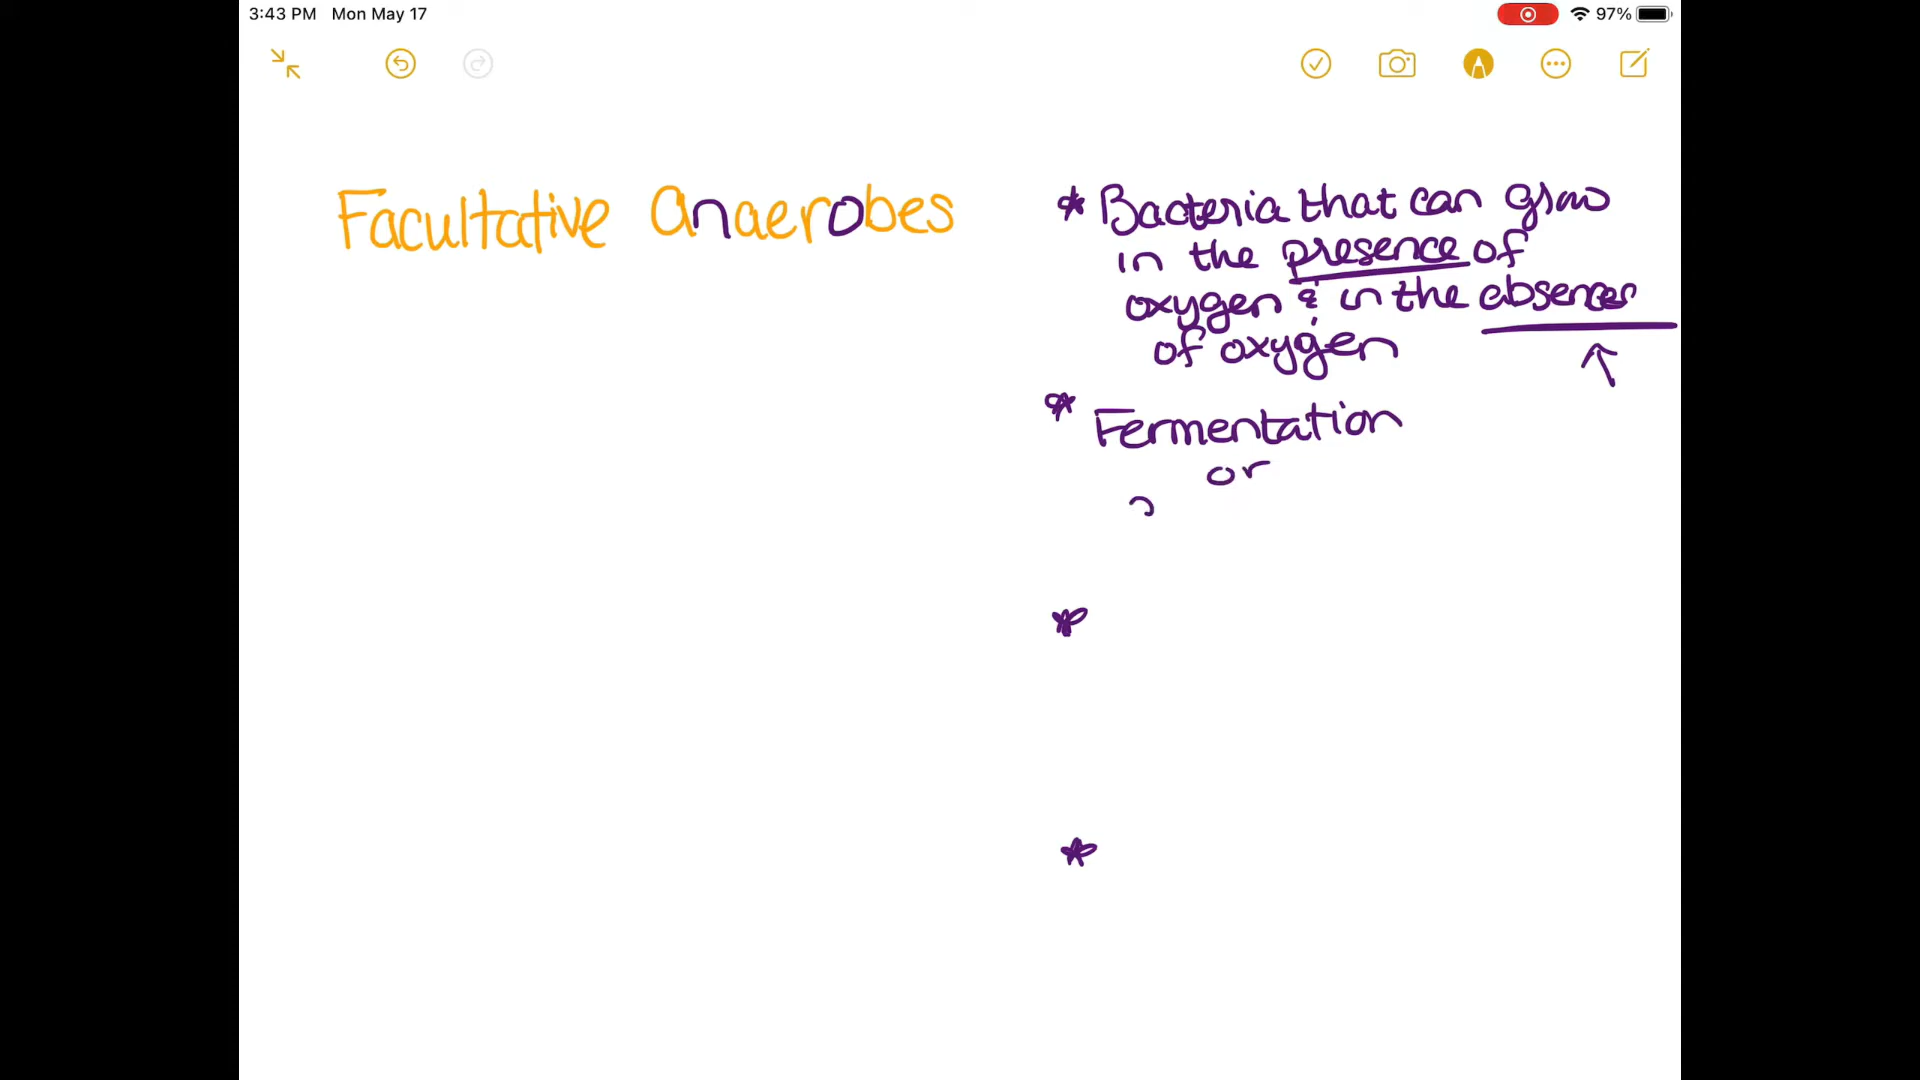 3:43 PM Mon May 17
97%
Facultative Anaerobes
* Bacteria that can grow
in the presence of
oxygen & in the absence
of oxygen
* Fermentation
or
*
*